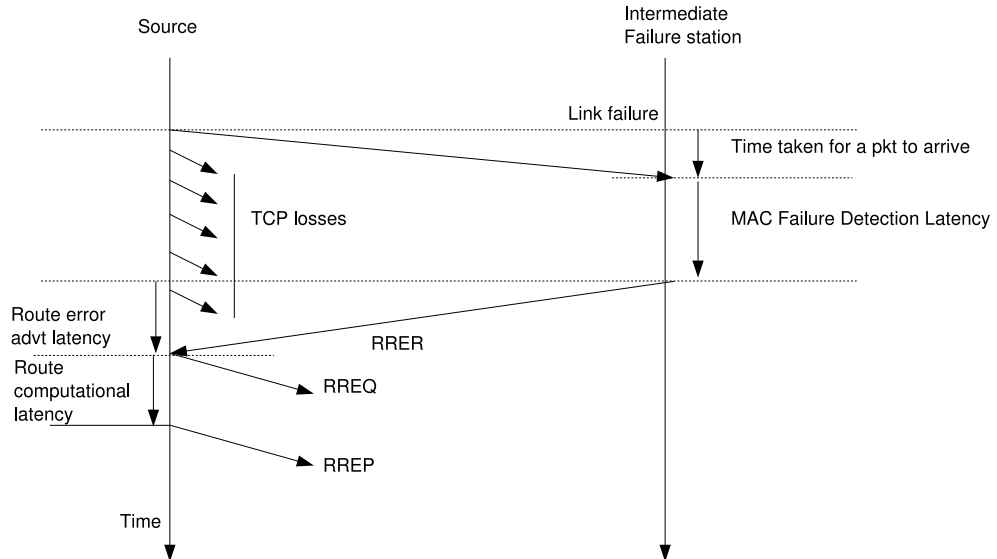 Source
Intermediate
Failure station
Link failure
Time taken for a pkt to arrive
TCP losses
MAC Failure Detection Latency
Route error
advt latency
RRER
Route
computational
latency
RREQ
RREP
Time